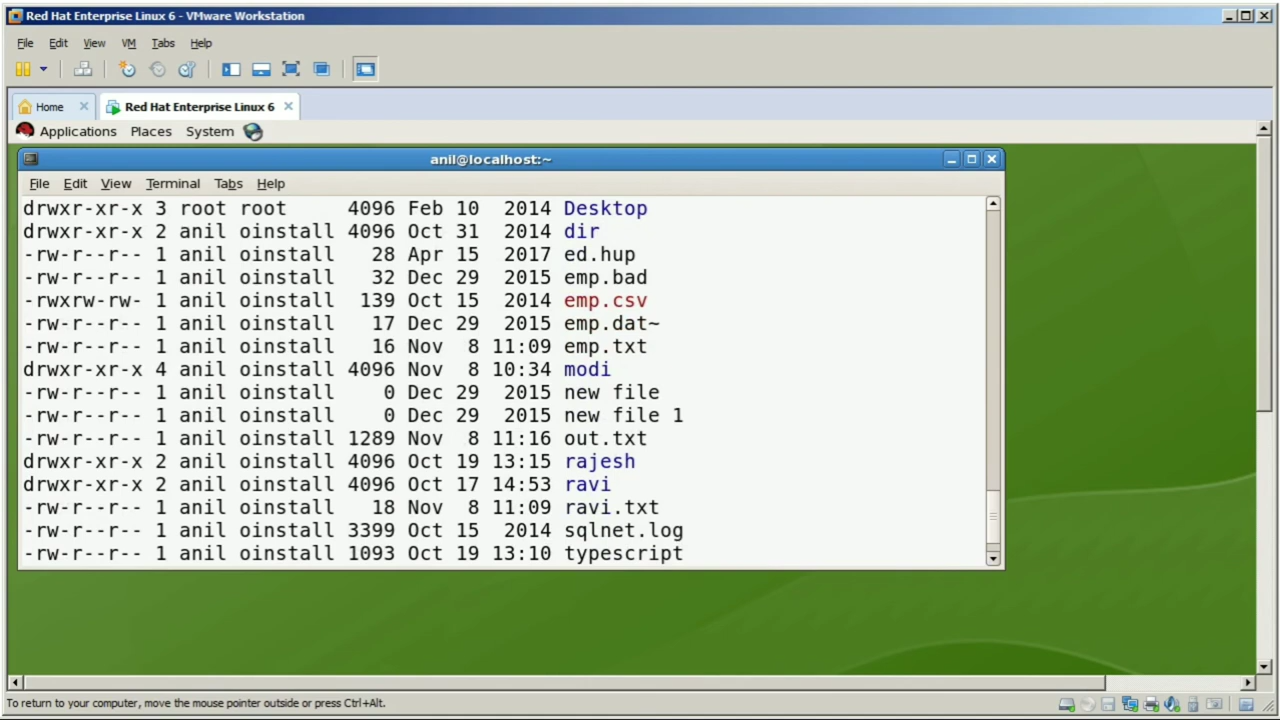 Red Hat Enterprise Linux 6 - VMware Workstation
File Edit View VM Tabs Help
Home Red Hat Enterprise Linux 6
Applications Places System
anil@localhost:~
File Edit View Terminal Tabs Help
drwxr-xr-x 3 root root     4096 Feb 10  2014 Desktop
drwxr-xr-x 2 anil oinstall 4096 Oct 31  2014 dir
-rw-r--r-- 1 anil oinstall   28 Apr 15  2017 ed.hup
-rw-r--r-- 1 anil oinstall   32 Dec 29  2015 emp.bad
-rwxrw-rw- 1 anil oinstall  139 Oct 15  2014 emp.csv
-rw-r--r-- 1 anil oinstall   17 Dec 29  2015 emp.dat~
-rw-r--r-- 1 anil oinstall   16 Nov  8 11:09 emp.txt
drwxr-xr-x 4 anil oinstall 4096 Nov  8 10:34 modi
-rw-r--r-- 1 anil oinstall    0 Dec 29  2015 new file
-rw-r--r-- 1 anil oinstall    0 Dec 29  2015 new file 1
-rw-r--r-- 1 anil oinstall 1289 Nov  8 11:16 out.txt
drwxr-xr-x 2 anil oinstall 4096 Oct 19 13:15 rajesh
drwxr-xr-x 2 anil oinstall 4096 Oct 17 14:53 ravi
-rw-r--r-- 1 anil oinstall   18 Nov  8 11:09 ravi.txt
-rw-r--r-- 1 anil oinstall 3399 Oct 15  2014 sqlnet.log
-rw-r--r-- 1 anil oinstall 1093 Oct 19 13:10 typescript
To return to your computer, move the mouse pointer outside or press Ctrl+Alt.